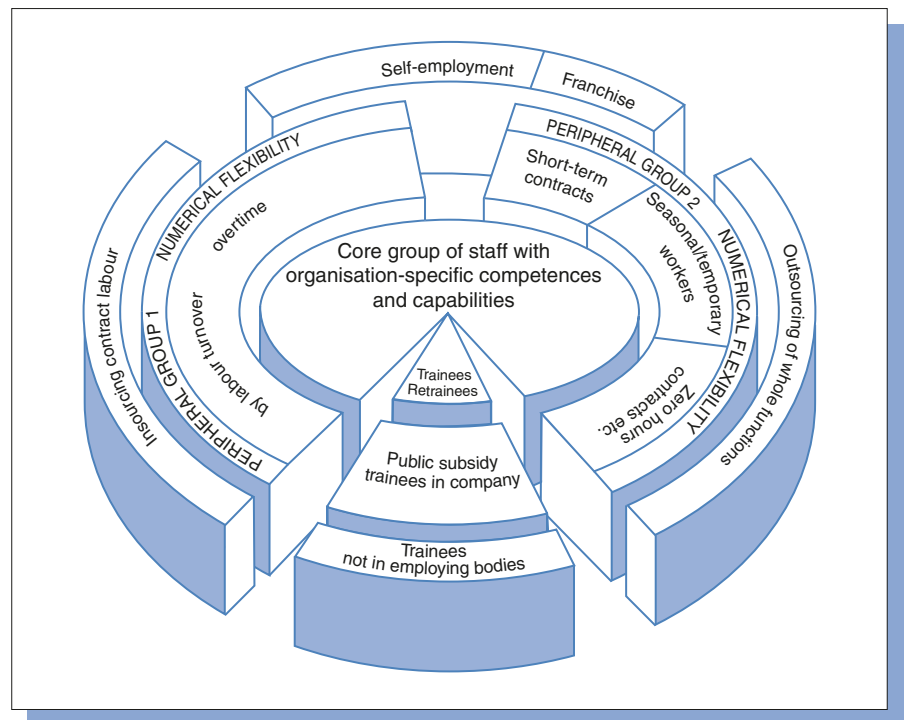 Self-employment
Franchise
NUMERICAL FLEXIBILITY
PERIPHERAL GROUP 2
overtime
Short-term
contracts
Seasonal/temporary
workers
NUMERICAL FLEXIBILITY
Core group of staff with
organisation-specific competences
and capabilities
Insourcing contract labour
PERIPHERAL GROUP 1
by labour turnover
Outsourcing of whole functions
Zero hours
contracts etc.
Trainees
Retrainees
Public subsidy
trainees in company
Trainees
not in employing bodies